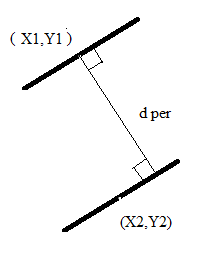 ( X1,Y1 )
d per
(X2,Y2)